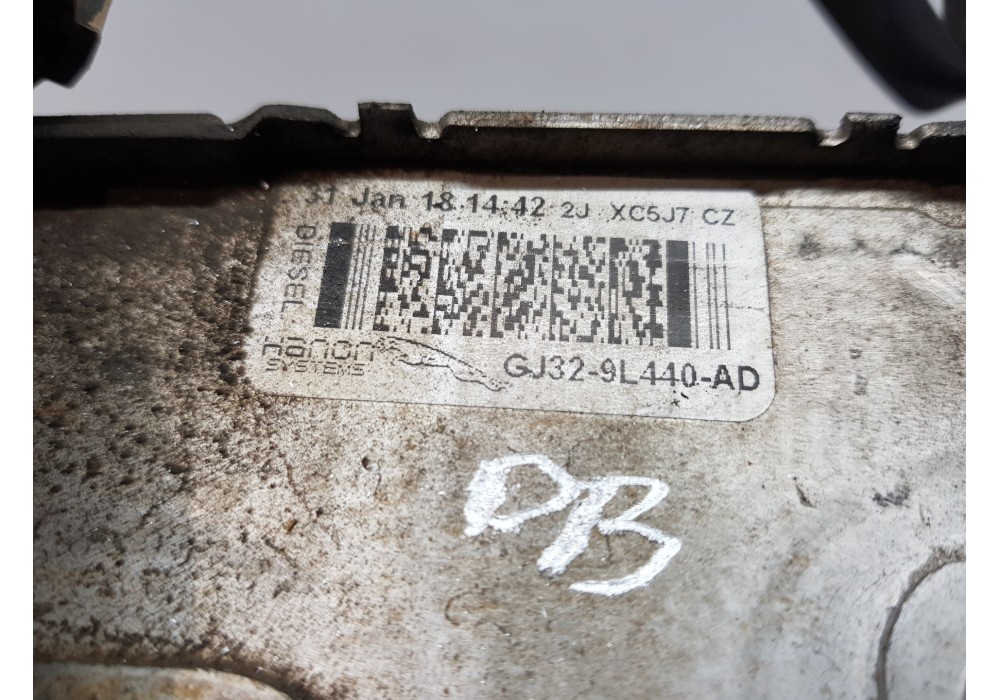 31 Jan 18 14:42 2J XC5J7 CZ
DIESEL
hanon
SYSTEMS
GJ32-9L440-AD
DB